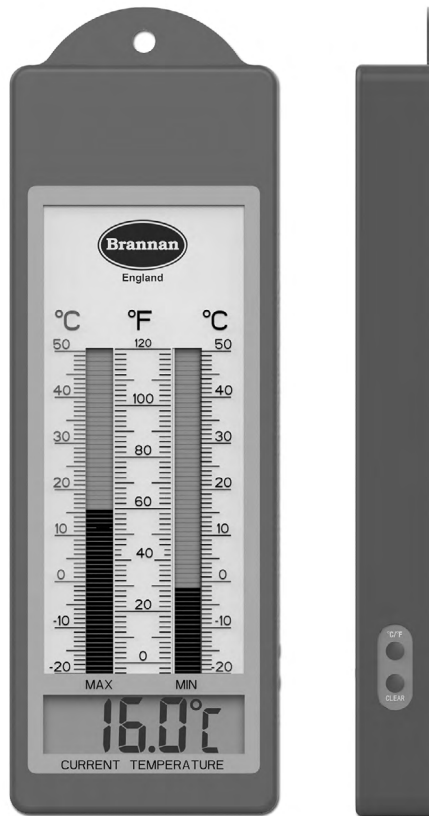 Brannan
England
°C °F °C
50 120 50
40 100 40
30 80 30
20 60 20
10 40 10
0 20 0
-10 0 -10
-20 -20
MAX MIN
16.0°C
CURRENT TEMPERATURE
°C/°F
CLEAR